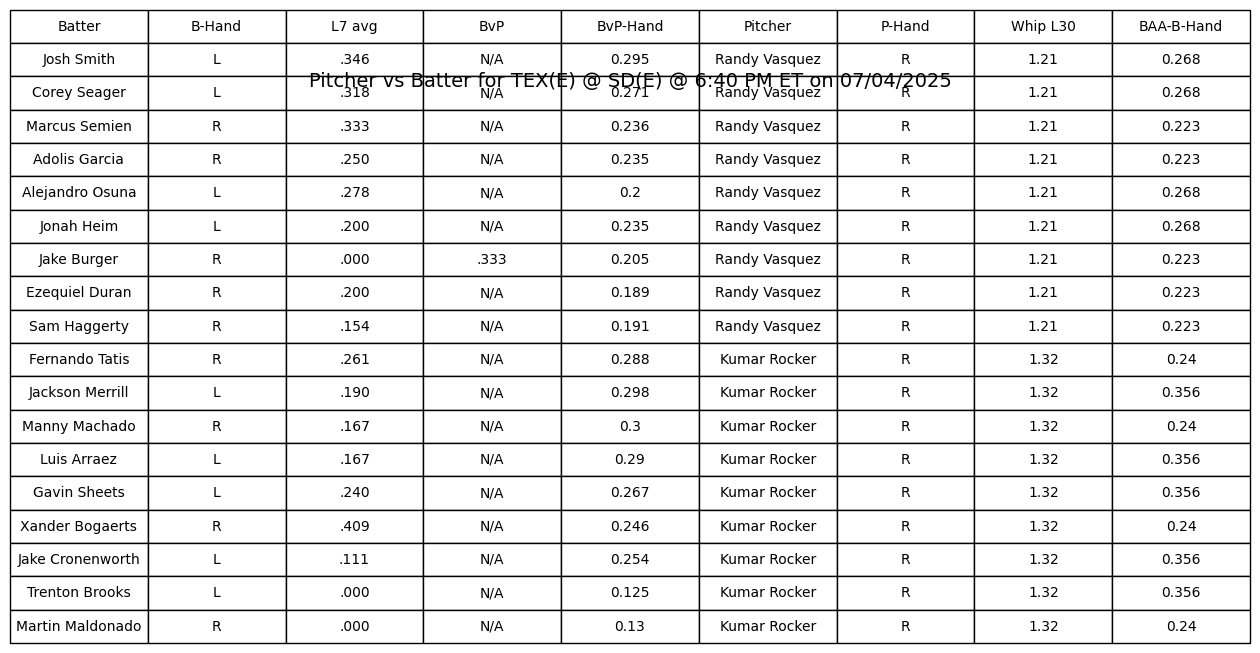 Batter B-Hand L7 avg BvP BvP-Hand Pitcher P-Hand Whip L30 BAA-B-Hand
Josh Smith L .346 N/A 0.295 Randy Vasquez R 1.21 0.268
Pitcher vs Batter for TEX(E) @ SD(E) @ 6:40 PM ET on 07/04/2025
Corey Seager L .318 N/A 0.271 Randy Vasquez R 1.21 0.268
Marcus Semien R .333 N/A 0.236 Randy Vasquez R 1.21 0.223
Adolis Garcia R .250 N/A 0.235 Randy Vasquez R 1.21 0.223
Alejandro Osuna L .278 N/A 0.2 Randy Vasquez R 1.21 0.268
Jonah Heim L .200 N/A 0.235 Randy Vasquez R 1.21 0.268
Jake Burger R .000 .333 0.205 Randy Vasquez R 1.21 0.223
Ezequiel Duran R .200 N/A 0.189 Randy Vasquez R 1.21 0.223
Sam Haggerty R .154 N/A 0.191 Randy Vasquez R 1.21 0.223
Fernando Tatis R .261 N/A 0.288 Kumar Rocker R 1.32 0.24
Jackson Merrill L .190 N/A 0.298 Kumar Rocker R 1.32 0.356
Manny Machado R .167 N/A 0.3 Kumar Rocker R 1.32 0.24
Luis Arraez L .167 N/A 0.29 Kumar Rocker R 1.32 0.356
Gavin Sheets L .240 N/A 0.267 Kumar Rocker R 1.32 0.356
Xander Bogaerts R .409 N/A 0.246 Kumar Rocker R 1.32 0.24
Jake Cronenworth L .111 N/A 0.254 Kumar Rocker R 1.32 0.356
Trenton Brooks L .000 N/A 0.125 Kumar Rocker R 1.32 0.356
Martin Maldonado R .000 N/A 0.13 Kumar Rocker R 1.32 0.24